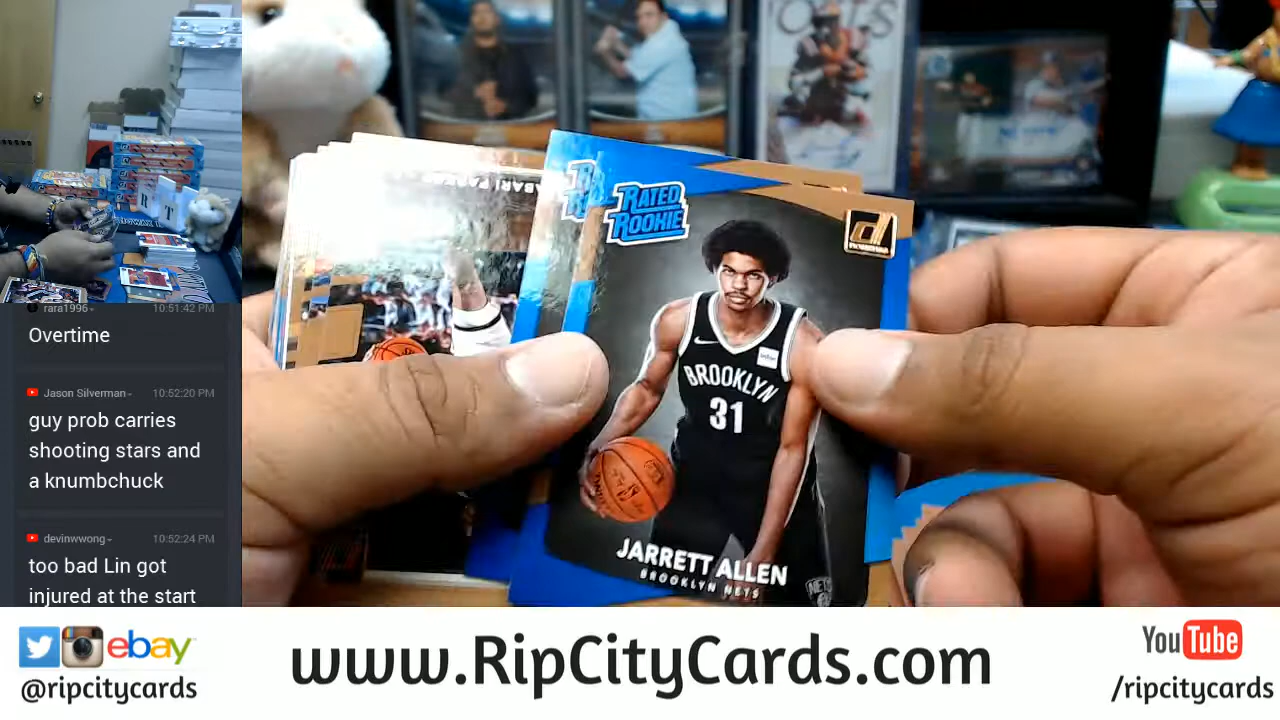 rara1996
10:51:42 PM
Overtime
Jason Silverman
10:52:20 PM
guy prob carries
shooting stars and
a knumbchuck
devinwwong
10:52:24 PM
too bad Lin got
injured at the start
RATED
ROOKIE
BROOKLYN
31
JARRETT ALLEN
BROOKLYN NETS
ebay
@ripcitycards
www.RipCityCards.com
YouTube
/ripcitycards